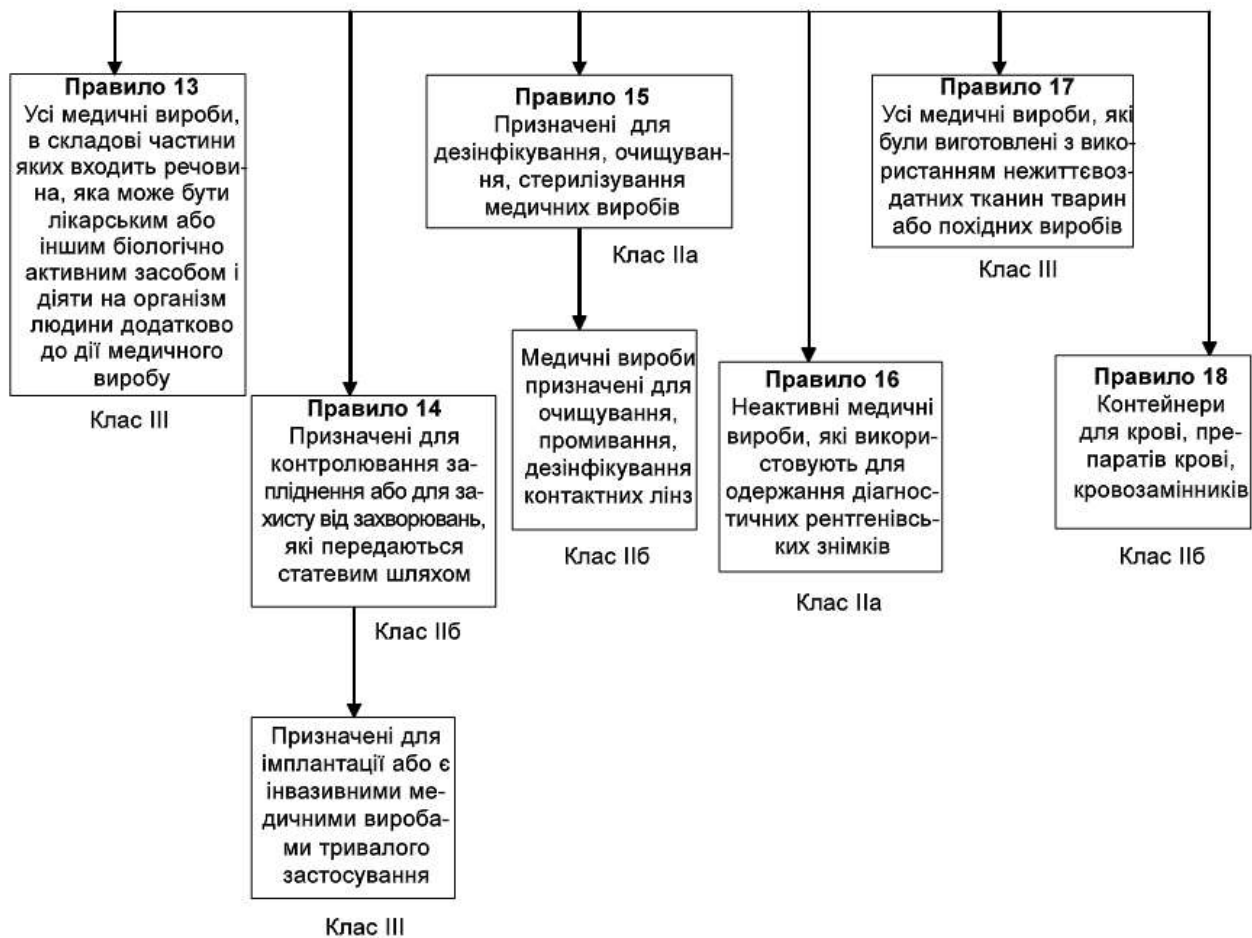 Правило 13
Усі медичні вироби,
в складові частини
яких входить речови-
на, яка може бути
лікарським або
іншим біологічно
активним засобом і
діяти на організм
людини додатково
до дії медичного
виробу
Клас III
Правило 14
Призначені для
контролювання за-
пліднення або для за-
хисту від захворювань,
які передаються
статевим шляхом
Клас IIб
Призначені для
імплантації або є
інвазивними ме-
дичними вироба-
ми тривалого
застосування
Клас III
Правило 15
Призначені для
дезінфікування, очищуван-
ня, стерилізування
медичних виробів
Клас IIа
Медичні вироби
призначені для
очищування,
промивання,
дезінфікування
контактних лінз
Клас IIб
Правило 16
Неактивні медичні
вироби, які викори-
стовують для
одержання діагнос-
тичних рентгенівсь-
ких знімків
Клас IIа
Правило 17
Усі медичні вироби, які
були виготовлені з вико-
ристанням нежиттєвоз-
датних тканин тварин
або похідних виробів
Клас III
Правило 18
Контейнери
для крові, пре-
паратів крові,
кровозамінників
Клас IIб